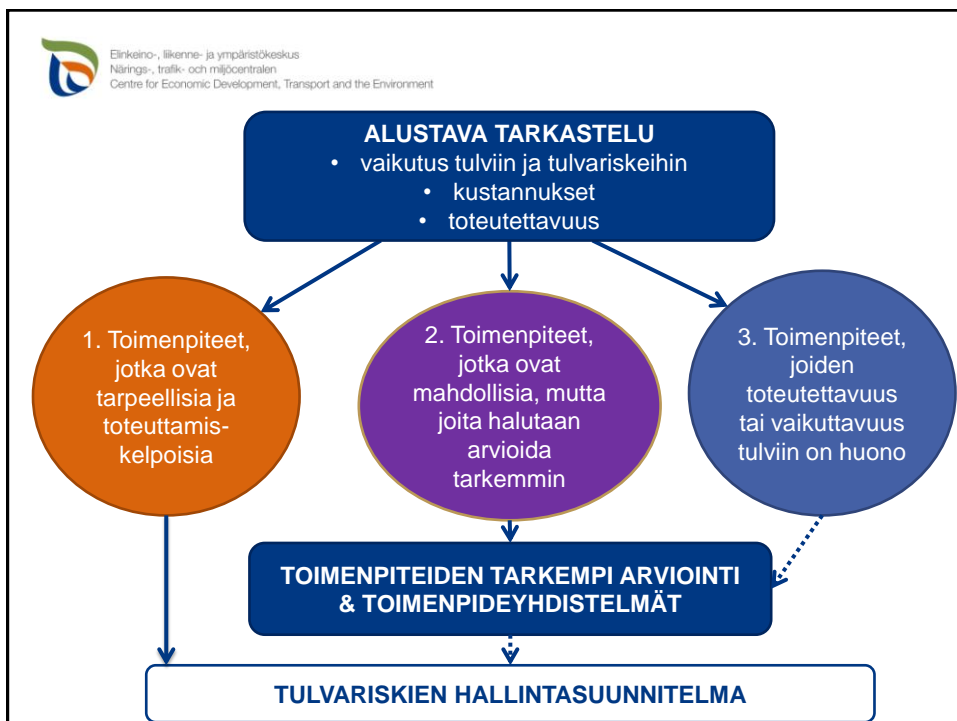 Elinkeino-, liikenne- ja ympäristökeskus
Närings-, trafik- och miljöcentralen
Centre for Economic Development, Transport and the Environment
ALUSTAVA TARKASTELU
• vaikutus tulviin ja tulvariskeihin
• kustannukset
• toteutettavuus
1. Toimenpiteet,
jotka ovat
tarpeellisia ja
toteuttamis-
kelpoisia
2. Toimenpiteet,
jotka ovat
mahdollisia, mutta
joita halutaan
arvioida
tarkemmin
3. Toimenpiteet,
joiden
toteutettavuus
tai vaikuttavuus
tulviin on huono
TOIMENPITEIDEN TARKEMPI ARVIOINTI
& TOIMENPIDEYHDISTELMÄT
TULVARISKIEN HALLINTASUUNNITELMA